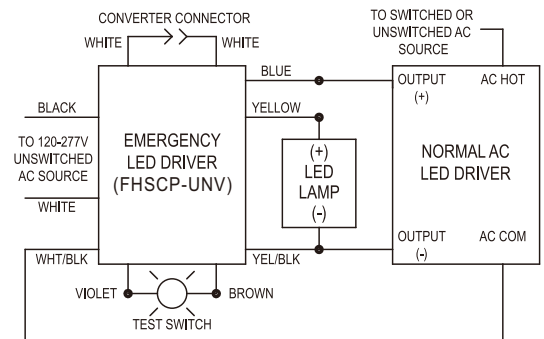 CONVERTER CONNECTOR
WHITE
WHITE
TO SWITCHED OR
UNSWITCHED AC
SOURCE
BLUE
OUTPUT
(+)
AC HOT
BLACK
YELLOW
TO 120-277V
UNSWITCHED
AC SOURCE
EMERGENCY
LED DRIVER
(FHSCP-UNV)
(+)
LED
LAMP
(-)
NORMAL AC
LED DRIVER
WHITE
OUTPUT
(-)
AC COM
WHT/BLK
YEL/BLK
VIOLET
BROWN
TEST SWITCH